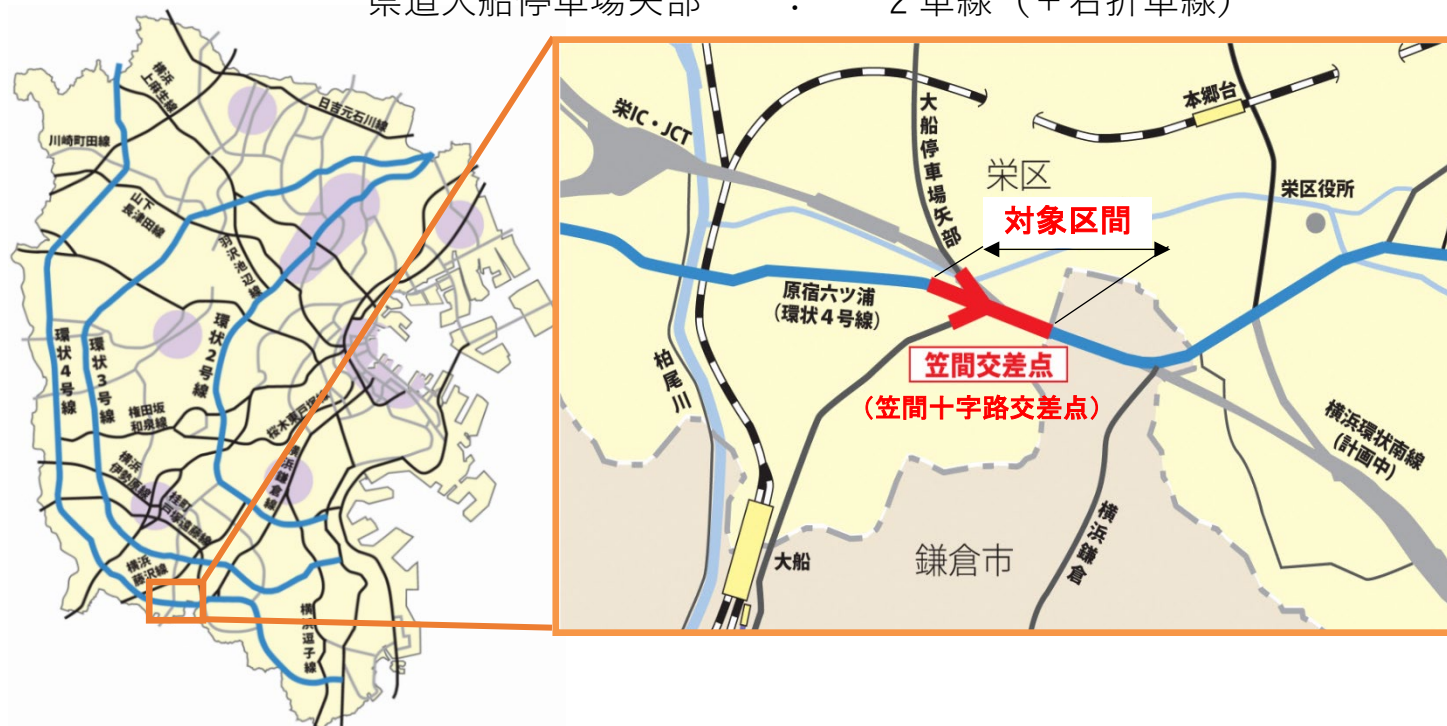 県道大船停車場矢部 : 2車線(+右折車線)
横浜上麻生線
日吉元石川線
川崎町田線
山下長津田線
羽沢池辺線
環状4号線
環状3号線
環状2号線
権田坂和泉線
桜木東戸塚線
横浜伊勢原線
桂町戸塚遠藤線
横浜鎌倉線
横浜藤沢線
横浜逗子線
栄IC・JCT
大船停車場矢部
本郷台
栄区
栄区役所
対象区間
原宿六ツ浦
(環状4号線)
柏尾川
笠間交差点
(笠間十字路交差点)
横浜環状南線
(計画中)
大船
鎌倉市
横浜鎌倉